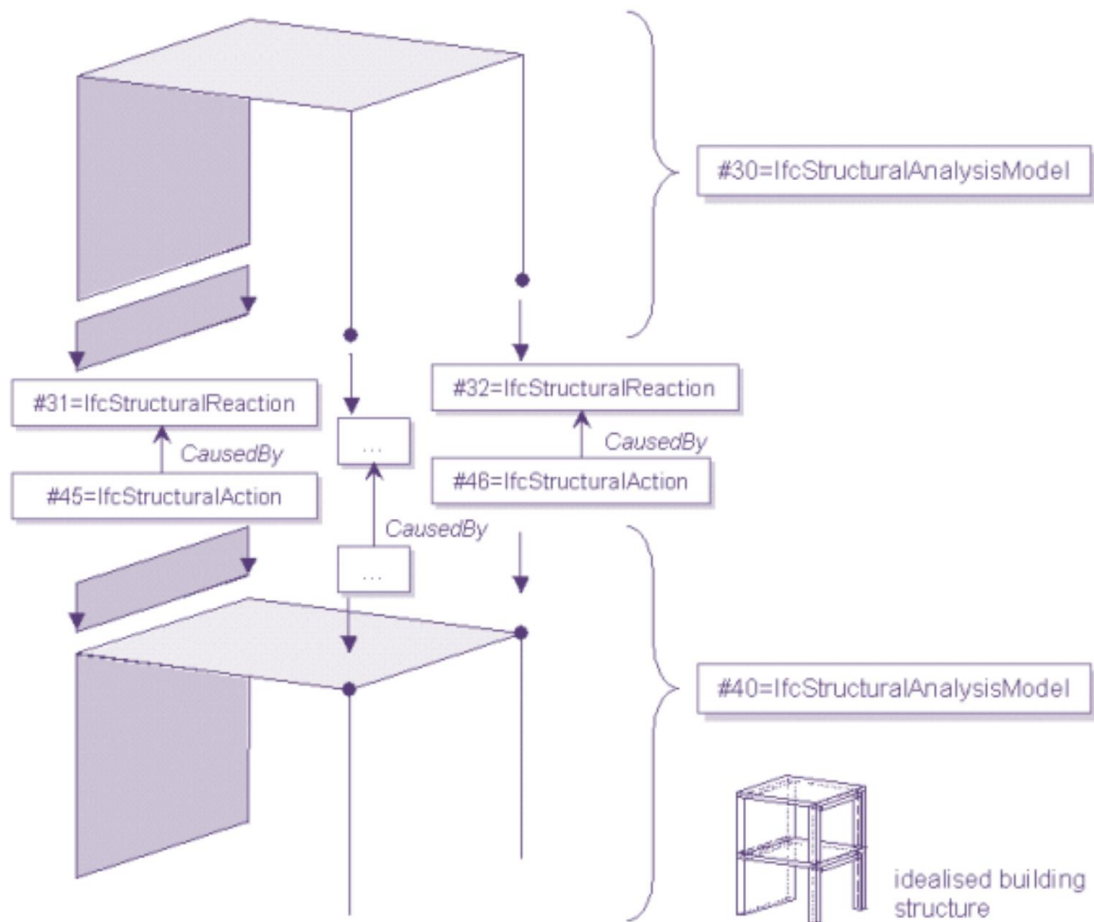 #30=IfcStructuralAnalysisModel
#32=IfcStructuralReaction
#31=IfcStructuralReaction
CausedBy
...
CausedBy
#46=IfcStructuralAction
#45=IfcStructuralAction
CausedBy
...
#40=IfcStructuralAnalysisModel
idealised building
structure